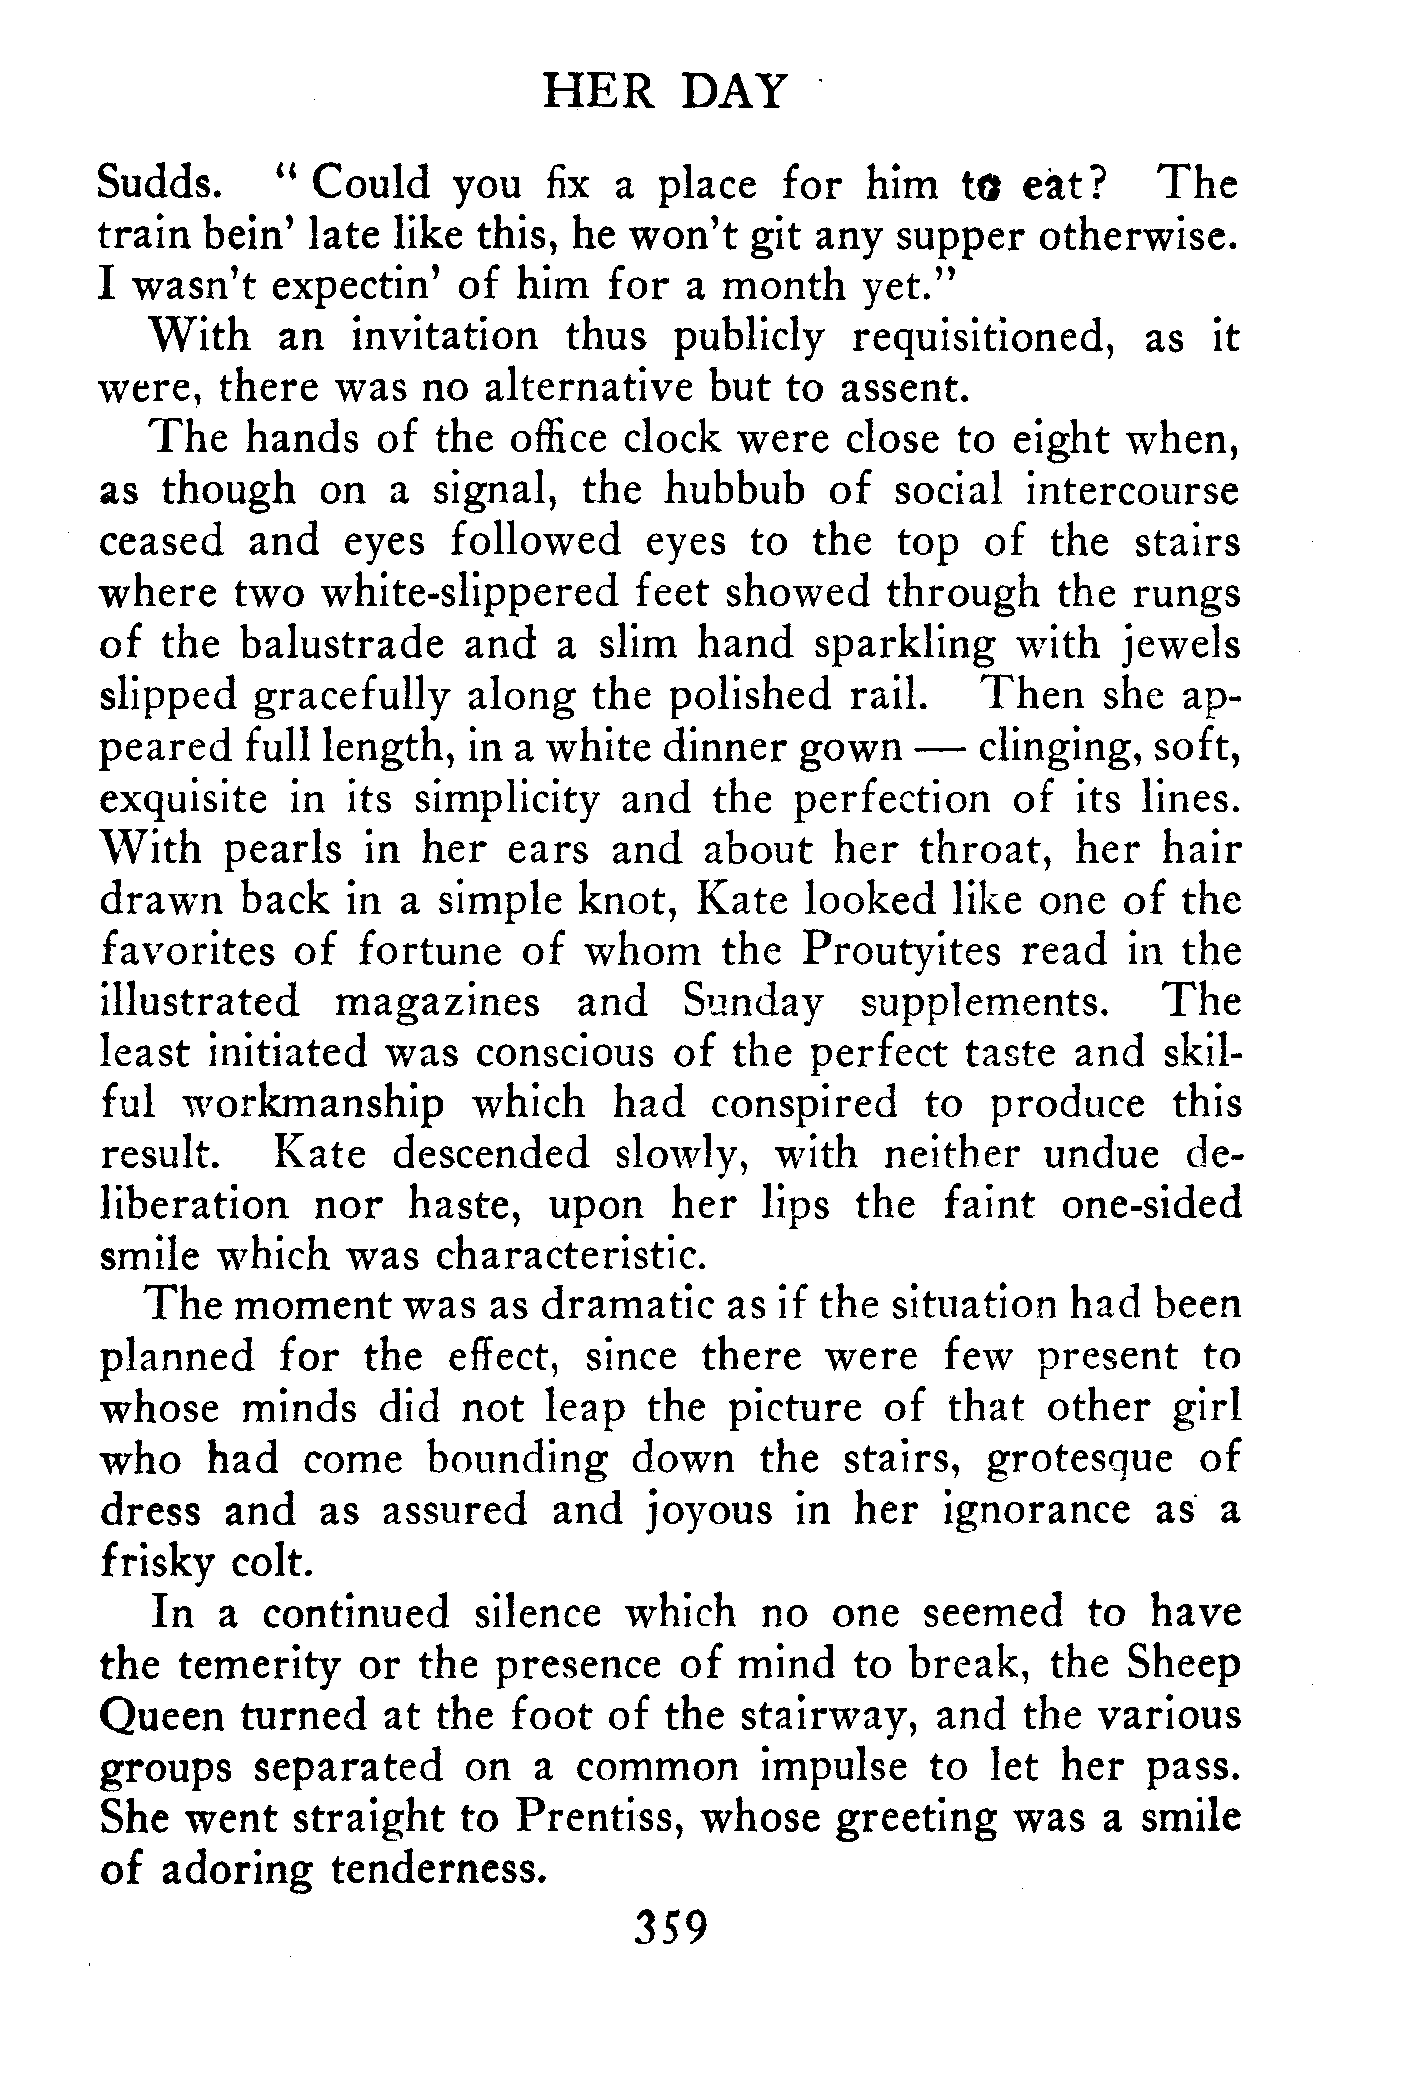 HER DAY
Sudds. “ Could you fix a place for him to eat? The
train bein’ late like this, he won’t git any supper otherwise.
I wasn’t expectin’ of him for a month yet.”
With an invitation thus publicly requisitioned, as it
were, there was no alternative but to assent.
The hands of the office clock were close to eight when,
as though on a signal, the hubbub of social intercourse
ceased and eyes followed eyes to the top of the stairs
where two white-slippered feet showed through the rungs
of the balustrade and a slim hand sparkling with jewels
slipped gracefully along the polished rail. Then she ap-
peared full length, in a white dinner gown — clinging, soft,
exquisite in its simplicity and the perfection of its lines.
With pearls in her ears and about her throat, her hair
drawn back in a simple knot, Kate looked like one of the
favorites of fortune of whom the Proutyites read in the
illustrated magazines and Sunday supplements. The
least initiated was conscious of the perfect taste and skil-
ful workmanship which had conspired to produce this
result. Kate descended slowly, with neither undue de-
liberation nor haste, upon her lips the faint one-sided
smile which was characteristic.
The moment was as dramatic as if the situation had been
planned for the effect, since there were few present to
whose minds did not leap the picture of that other girl
who had come bounding down the stairs, grotesque of
dress and as assured and joyous in her ignorance as a
frisky colt.
In a continued silence which no one seemed to have
the temerity or the presence of mind to break, the Sheep
Queen turned at the foot of the stairway, and the various
groups separated on a common impulse to let her pass.
She went straight to Prentiss, whose greeting was a smile
of adoring tenderness.
359